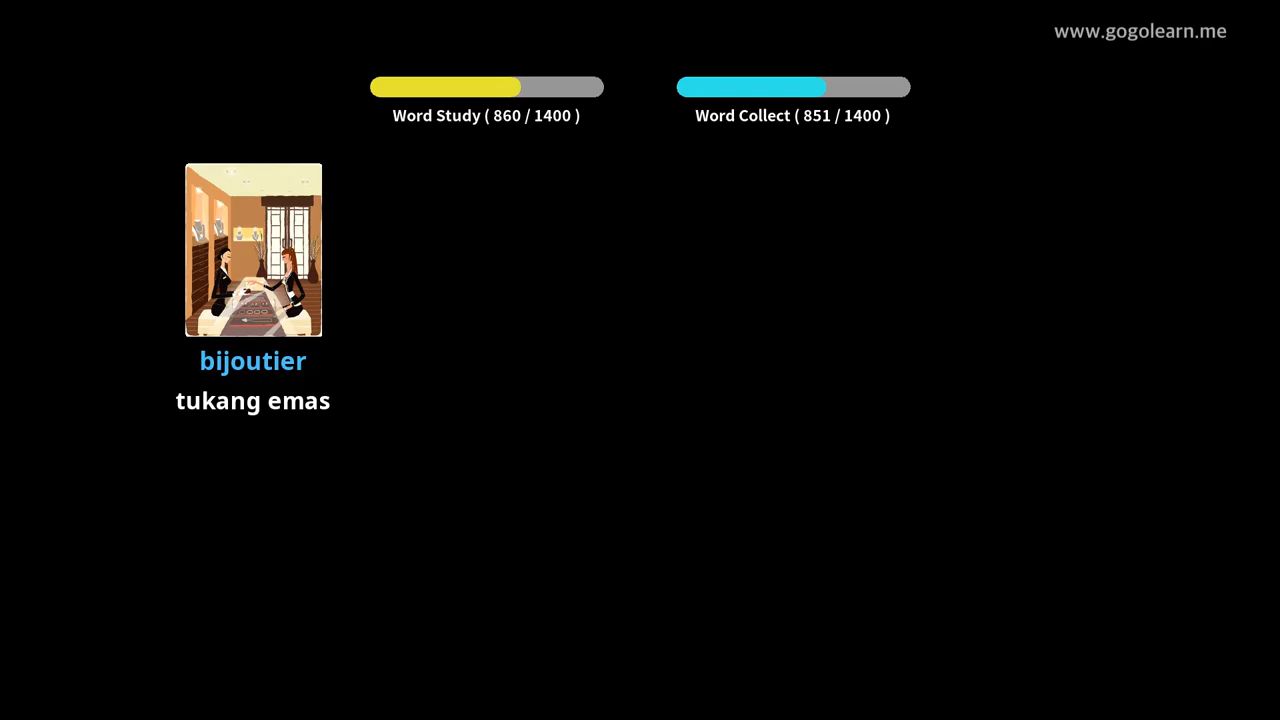 www.gogolearn.me
Word Study ( 860 / 1400 )
Word Collect ( 851 / 1400 )
bijoutier
tukang emas